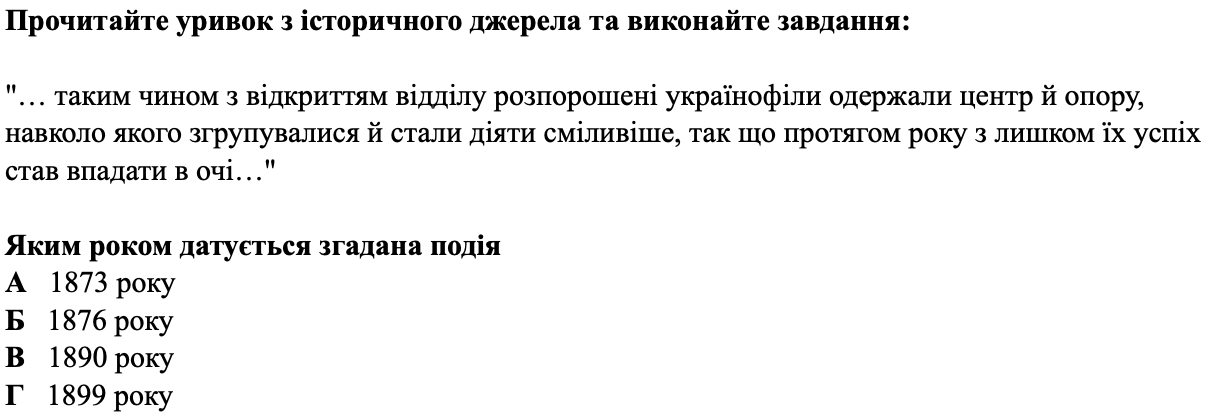 Прочитайте уривок з історичного джерела та виконайте завдання:
"… таким чином з відкриттям відділу розпорошені українофіли одержали центр й опору,
навколо якого згрупувалися й стали діяти сміливіше, так що протягом року з лишком їх успіх
став впадати в очі…"
Яким роком датується згадана подія
А 1873 року
Б 1876 року
В 1890 року
Г 1899 року